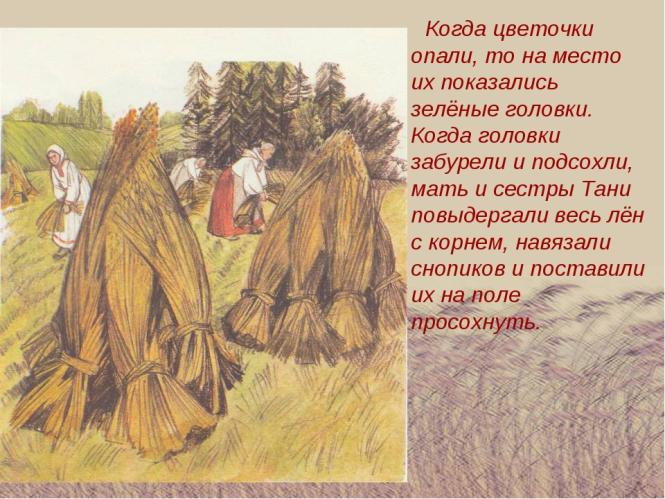 Когда цветочки
опали, то на место
их показались
зелёные головки.
Когда головки
забурели и подсохли,
мать и сестры Тани
повыдергали весь лён
с корнем, навязали
снопиков и поставили
их на поле
просохнуть.